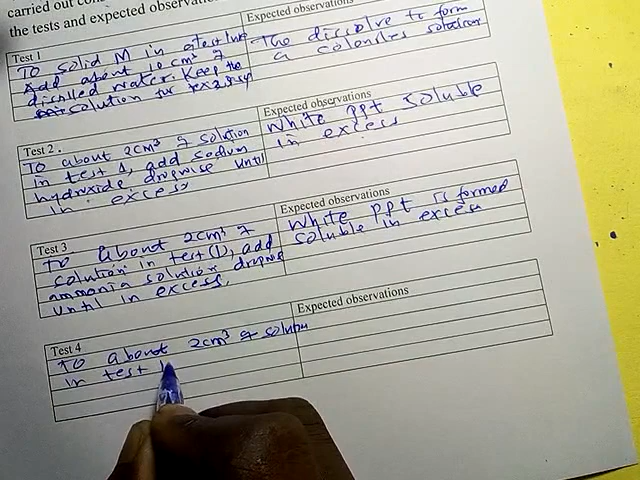 carried out
the tests and expected observa
Expected observations
Test 1
To solid M in a test tube
Add about 10 cm³ of
distilled water. Keep the
solution for
The dissolve to form
a colourless
Test 2.
Expected observations
To about 2cm³ of solution
in test 1, add sodium
hydroxide dropwise until
in excess
White ppt soluble
in excess
Test 3
Expected observations
To about 2cm³ of
solution in test (1), add
ammonia solution dropwise
until in excess.
White ppt is formed
soluble in excess
Test 4
Expected observations
To about 2cm³ of solution
in test 1